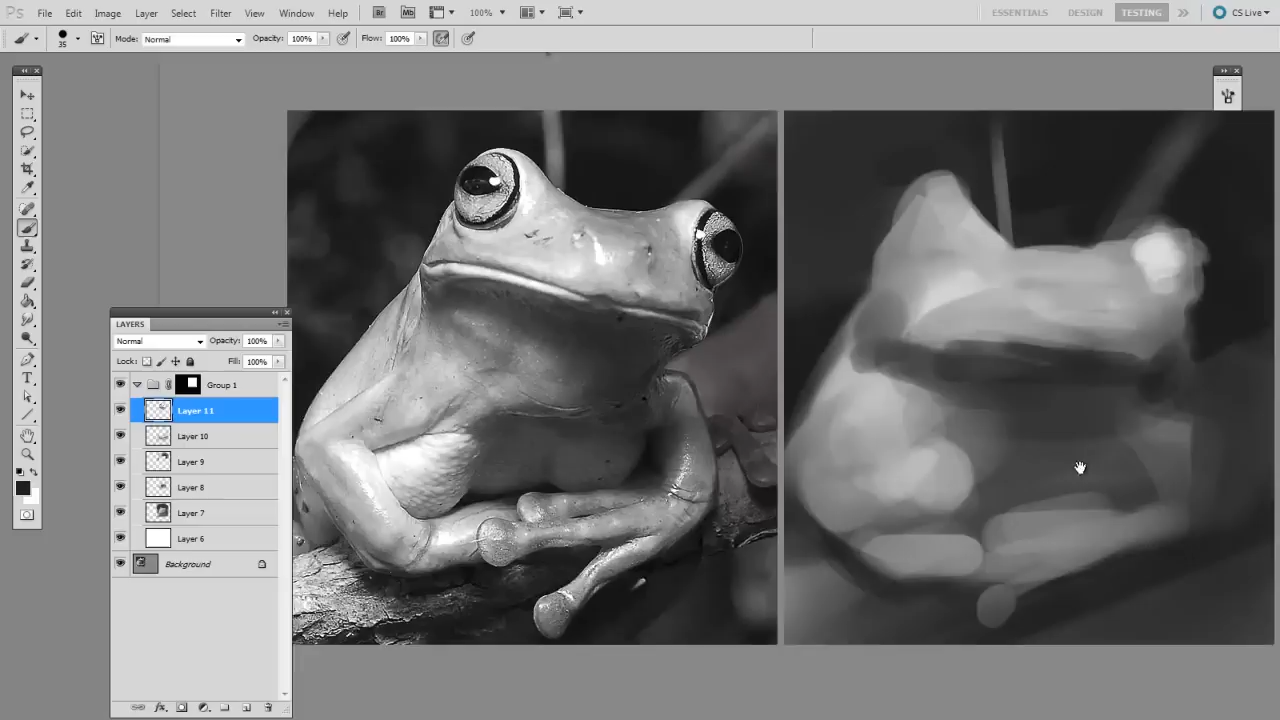 Ps File Edit Image Layer Select Filter View Window Help Br Mb 100% ESSENTIALS DESIGN TESTING CS Live
35 Mode: Normal Opacity: 100% Flow: 100%
LAYERS
Normal Opacity: 100%
Lock: Fill: 100%
Group 1
Layer 11
Layer 10
Layer 9
Layer 8
Layer 7
Layer 6
Background